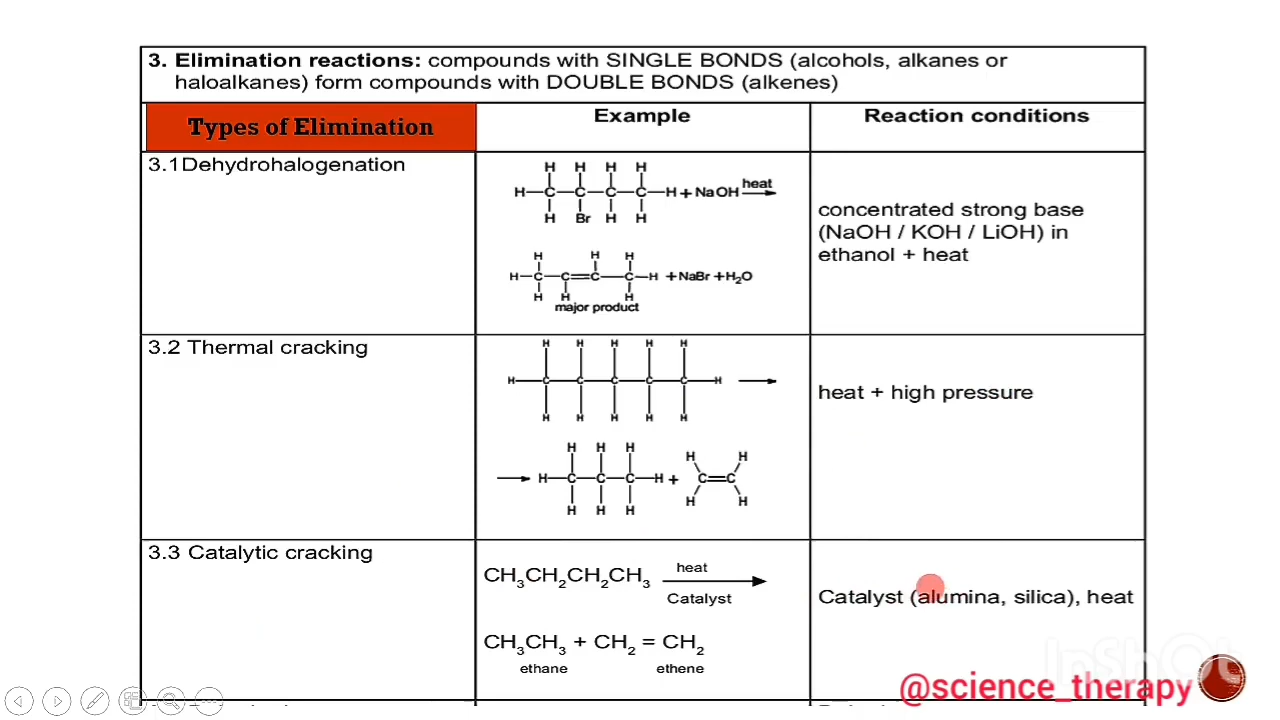 3. Elimination reactions: compounds with SINGLE BONDS (alcohols, alkanes or
haloalkanes) form compounds with DOUBLE BONDS (alkenes)
Types of Elimination
Example
Reaction conditions
3.1Dehydrohalogenation
H H H H
H—C—C—C—C—H + NaOH heat
H Br H H
H H H
H—C—C=C—C—H + NaBr + H₂O
H H H
major product
concentrated strong base
(NaOH / KOH / LiOH) in
ethanol + heat
3.2 Thermal cracking
H H H H H
H—C—C—C—C—C—H
H H H H H
H H H H H
H—C—C—C—H + C=C
H H H H H
heat + high pressure
3.3 Catalytic cracking
CH₃CH₂CH₂CH₃ heat
Catalyst
CH₃CH₃ + CH₂ = CH₂
ethane ethene
Catalyst (alumina, silica), heat
InShOt
@science_therapy